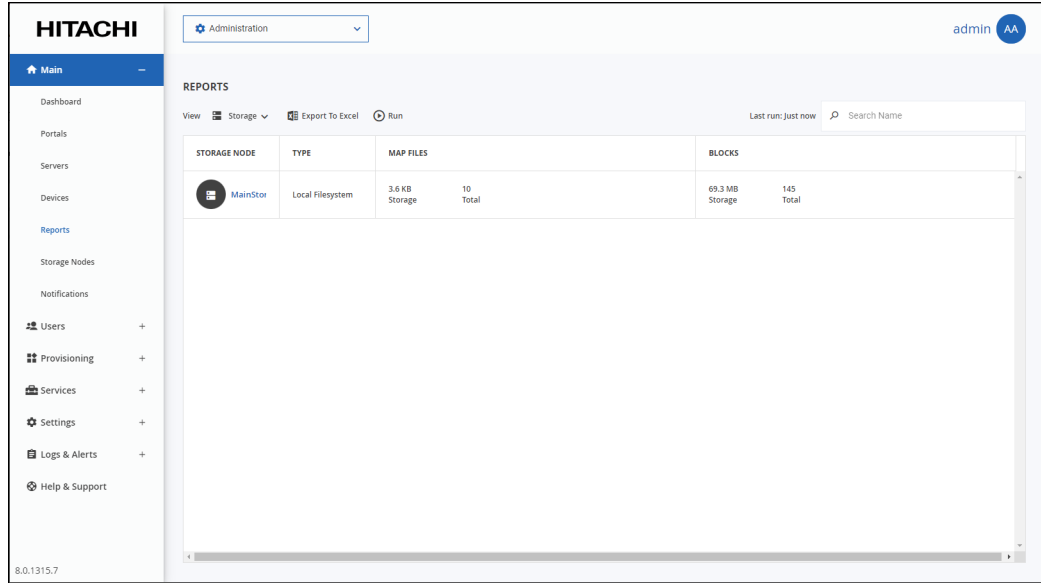 HITACHI
Administration
admin AA
Main
Dashboard
Portals
Servers
Devices
Reports
Storage Nodes
Notifications
Users
Provisioning
Services
Settings
Logs & Alerts
Help & Support
8.0.1315.7
REPORTS
View Storage Export To Excel Run Last run: Just now Search Name
STORAGE NODE TYPE MAP FILES BLOCKS
MainStor Local Filesystem 3.6 KB 10 69.3 MB 145
Storage Total Storage Total